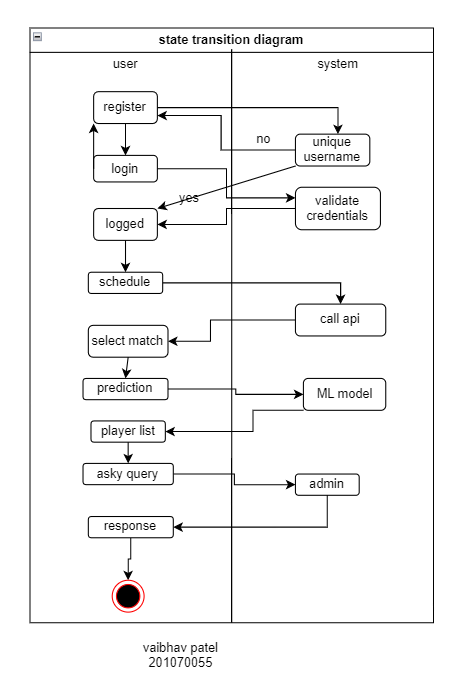 state transition diagram
user
system
register
unique
username
no
login
yes
validate
credentials
logged
schedule
call api
select match
prediction
ML model
player list
asky query
admin
response
vaibhav patel
201070055